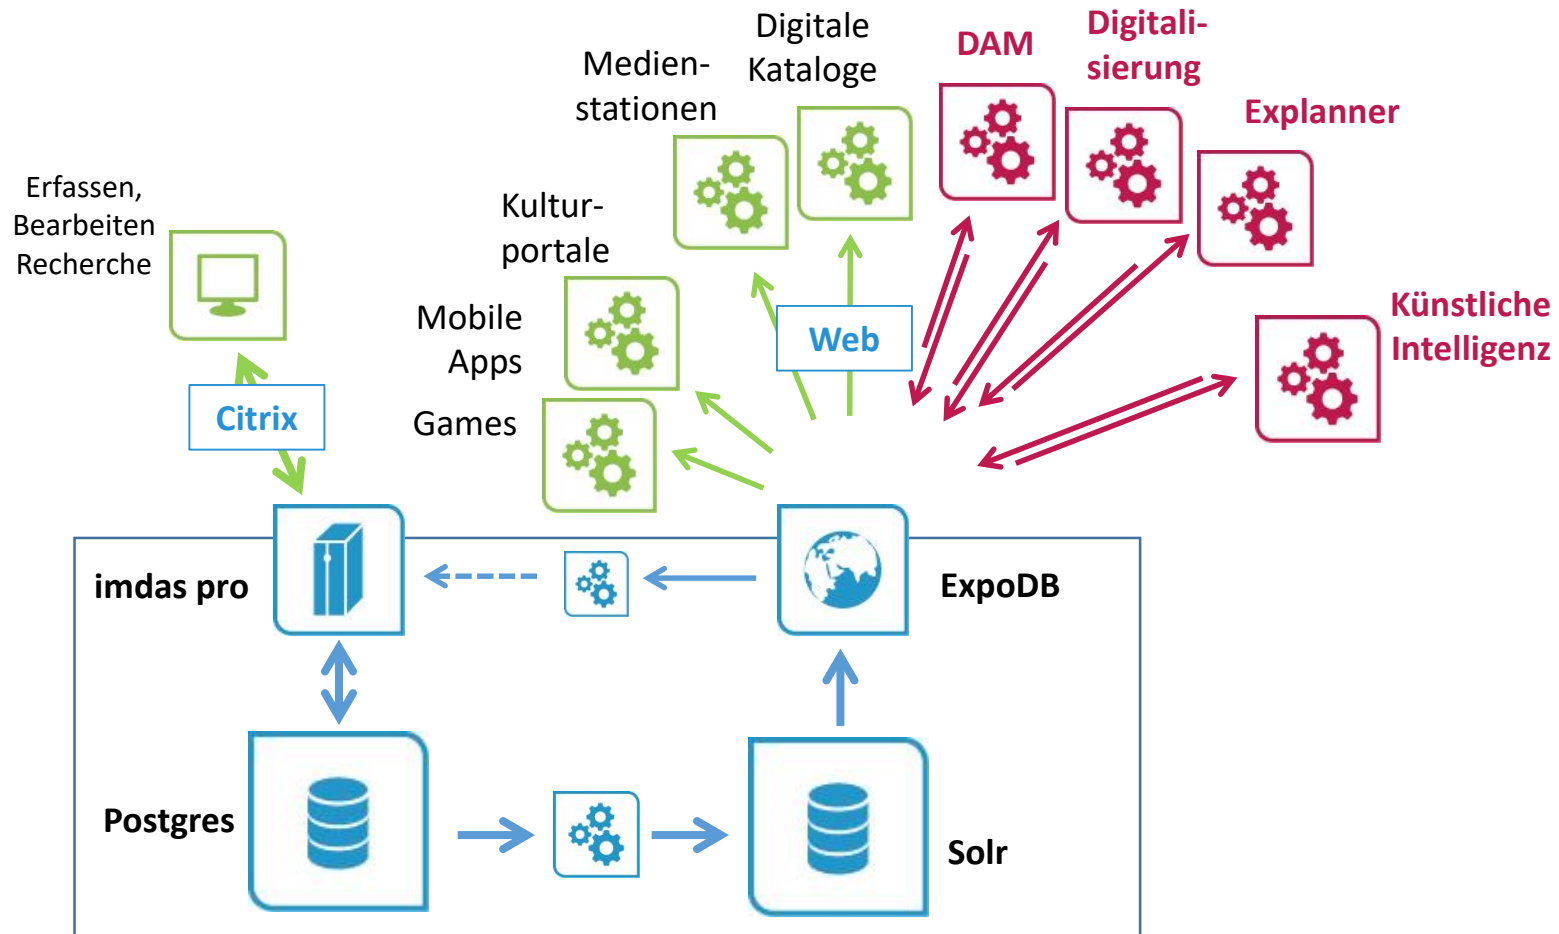 Digitale
Kataloge
DAM
Digitali-
sierung
Medien-
stationen
Explanner
Erfassen,
Bearbeiten
Recherche
Kultur-
portale
Mobile
Apps
Games
Web
Künstliche
Intelligenz
Citrix
imdas pro
ExpoDB
Postgres
Solr